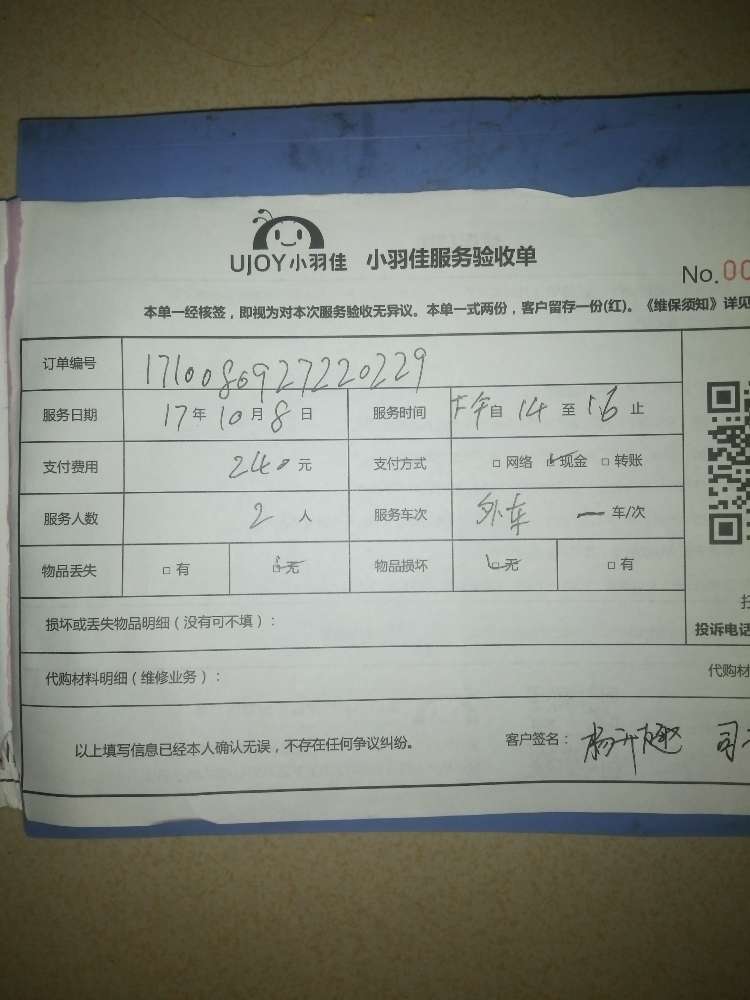 UJOY小羽佳 小羽佳服务验收单
No.00
本单一经核签，即视为对本次服务验收无异议。本单一式两份，客户留存一份(红)。《维保须知》详见
订单编号 1710086927220229
服务日期 17年10月8日 服务时间 下午自14至16止
支付费用 240元 支付方式 □网络 ☑现金 □转账
服务人数 2人 服务车次 外车 一车/次
物品丢失 □有 ☑无 物品损坏 ☑无 □有
损坏或丢失物品明细（没有可不填）：
投诉电话
代购材料明细（维修业务）： 代购材
以上填写信息已经本人确认无误，不存在任何争议纠纷。 客户签名：